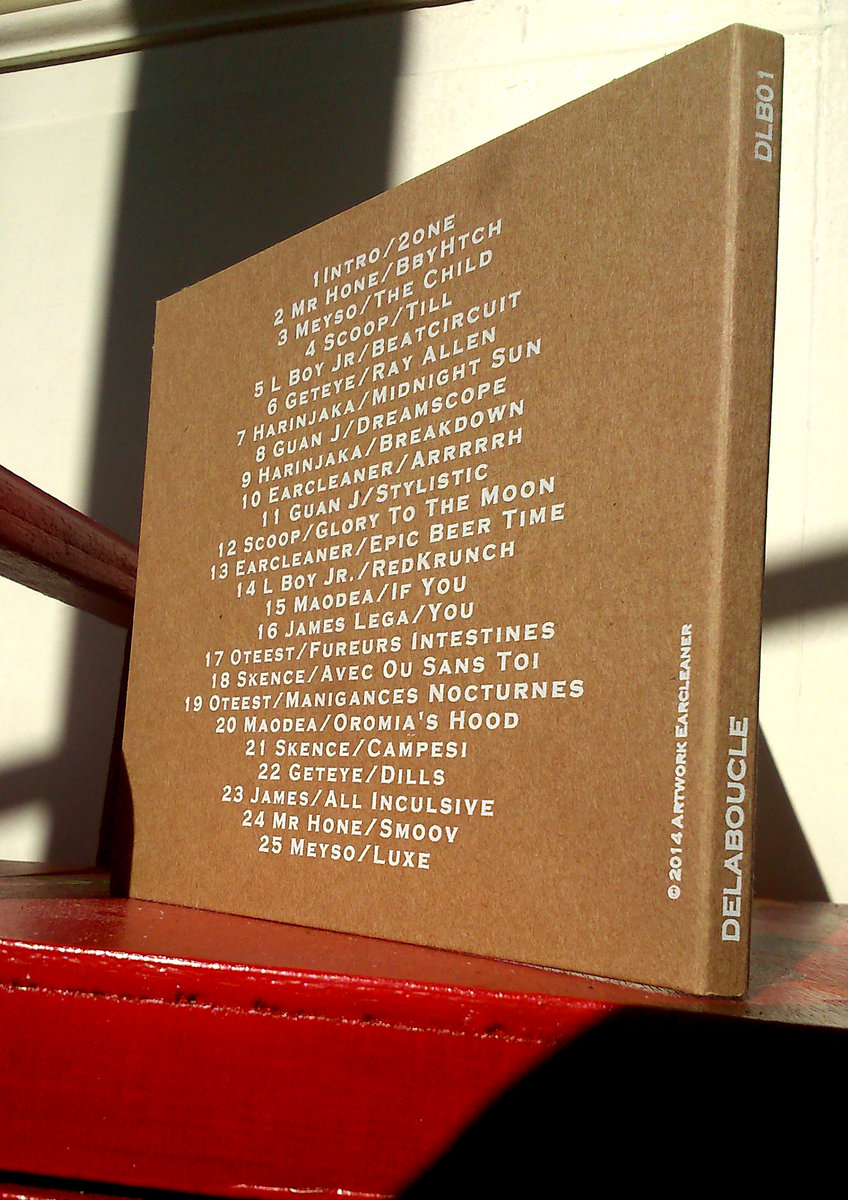 1Intro/2one
2 Mr Hone/BbyHtch
3 Meyso/The Child
4 Scoop/Till
5 L Boy Jr/Beatcircuit
6 Geteye/Ray Allen
7 Harinjaka/Midnight Sun
8 Guan J/Dreamscope
9 Harinjaka/Breakdown
10 Earcleaner/Arrrrrh
11 Guan J/Stylistic
12 Scoop/Glory To The Moon
13 Earcleaner/Epic Beer Time
14 L Boy Jr./RedKrunch
15 Maodea/If You
16 James Lega/You
17 Oteest/Fureurs Intestines
18 Skence/Avec Ou Sans Toi
19 Oteest/Manigances Nocturnes
20 Maodea/Oromia's Hood
21 Skence/Campesi
22 Geteye/Dills
23 James/All Inculsive
24 Mr Hone/Smoov
25 Meyso/Luxe
© 2014 Artwork Earcleaner
DELABOUCLE
DLB01